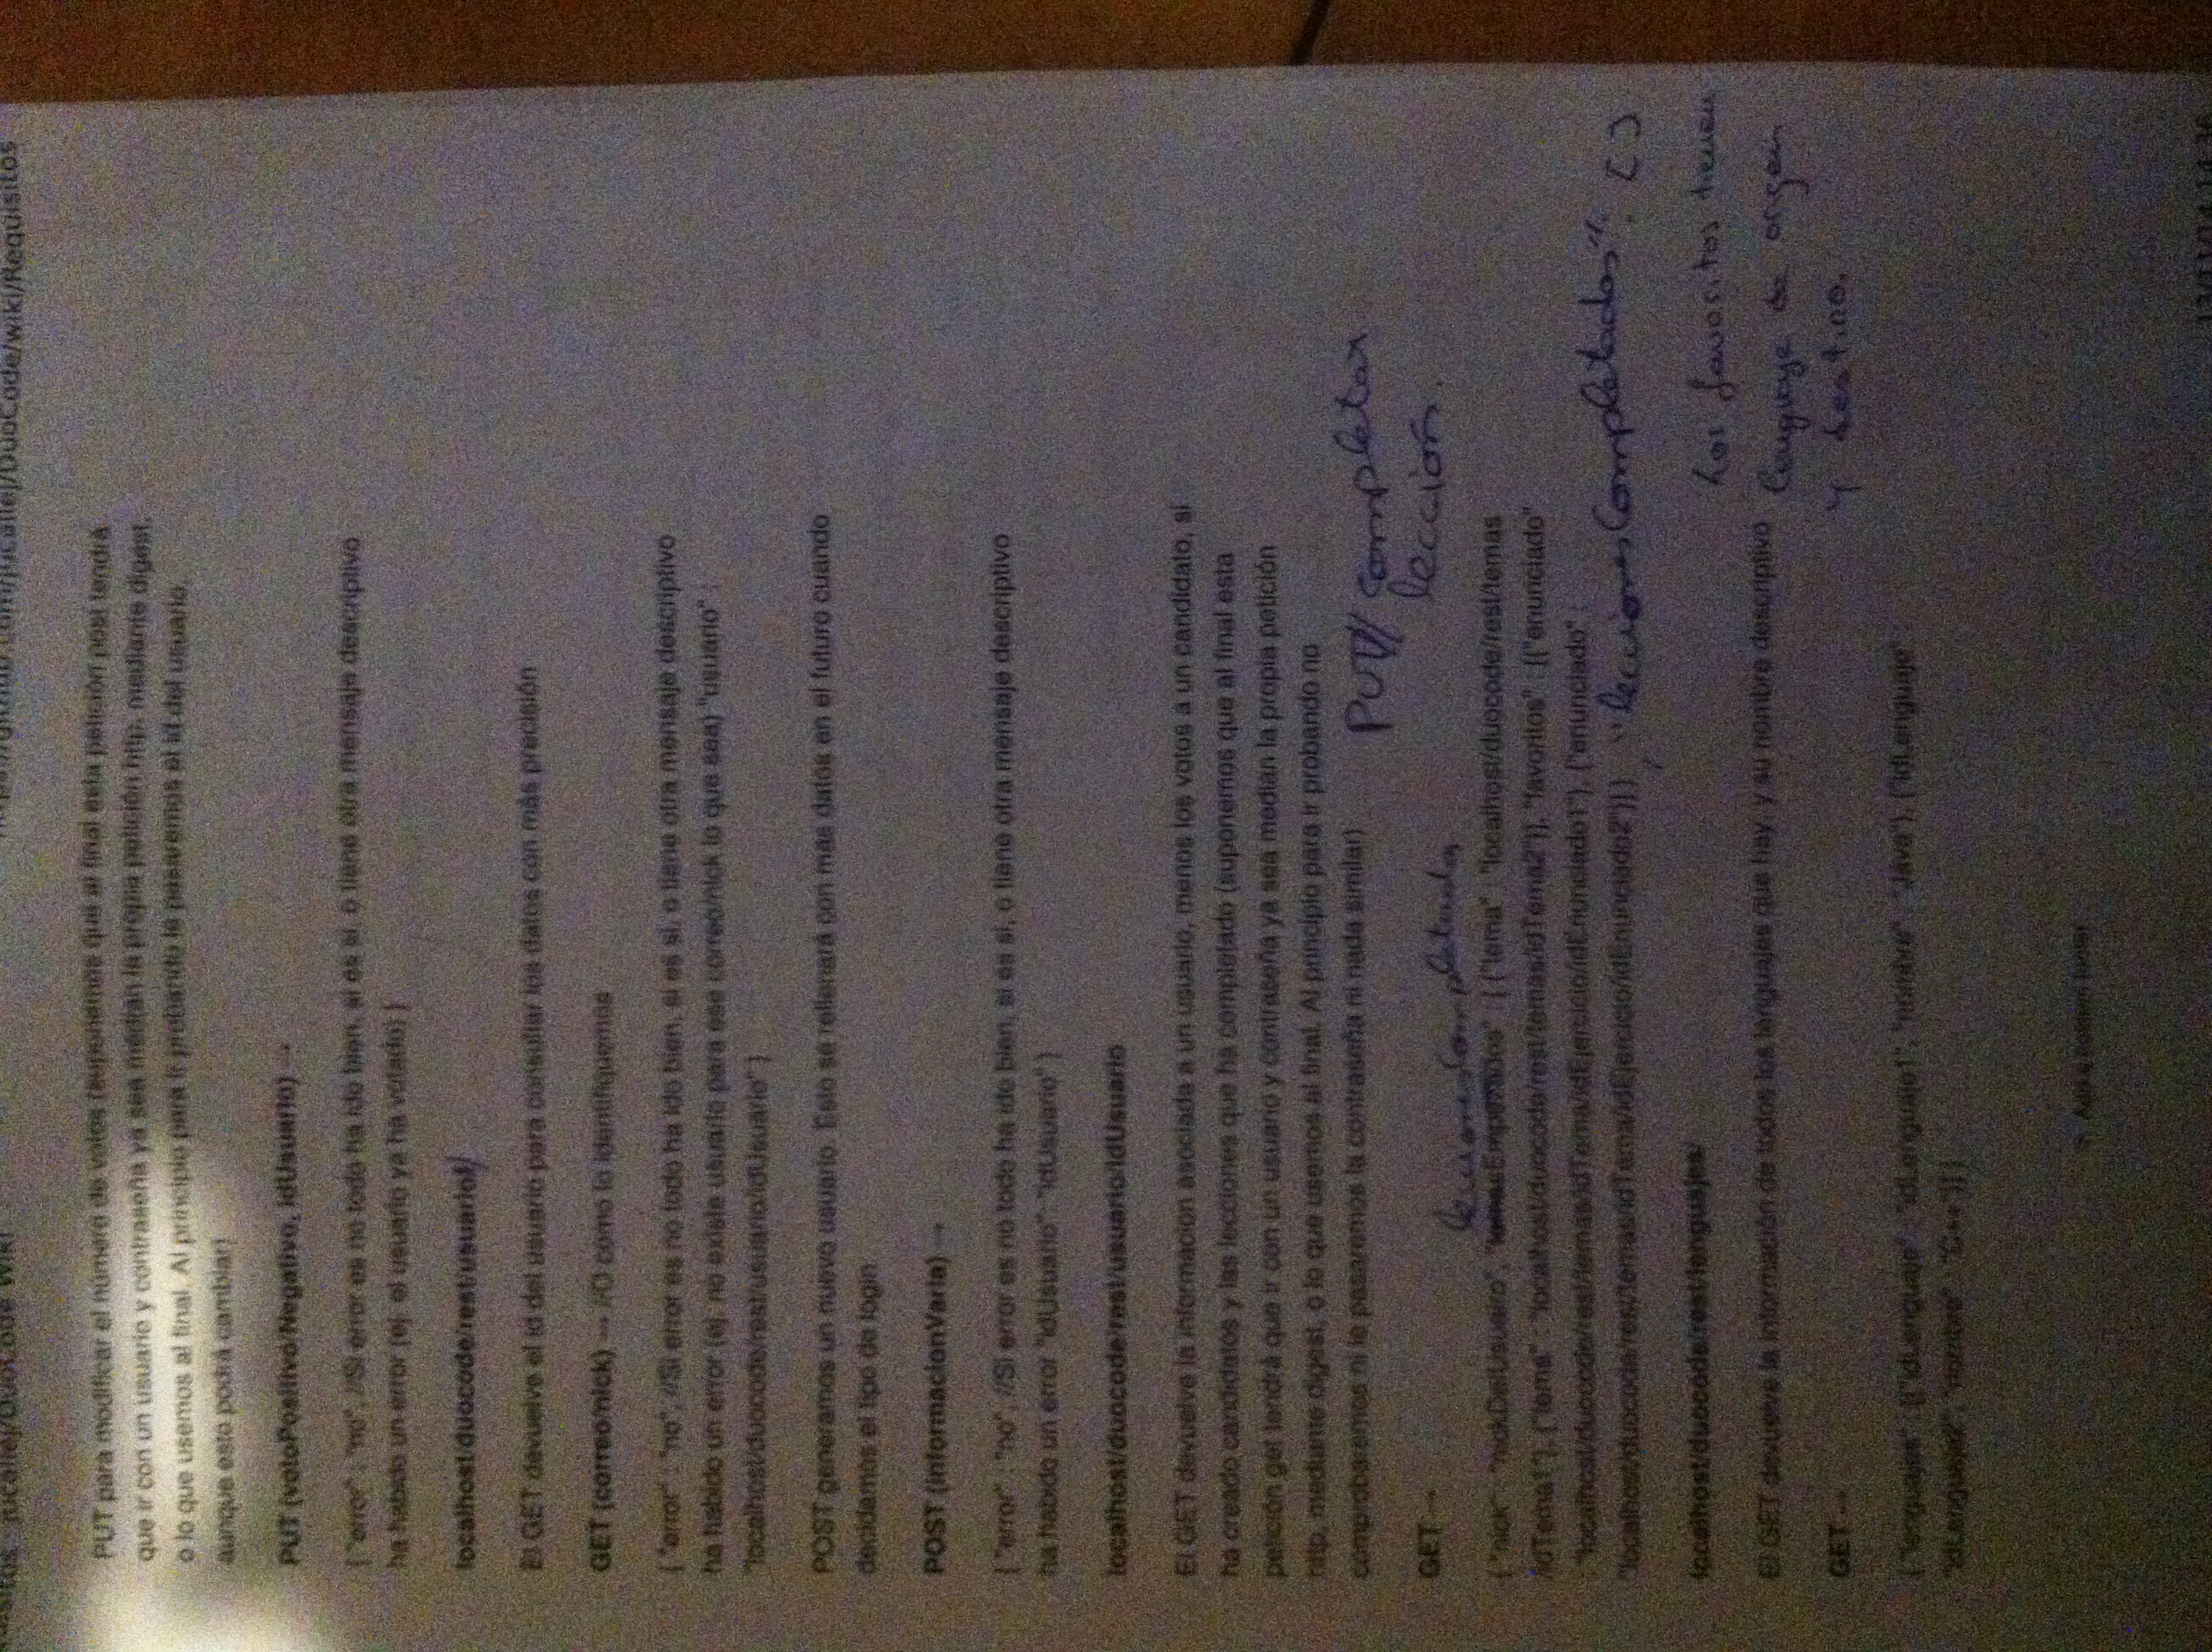 jucallej/DuoCode Wiki
https://github.com/jucallej/DuoCode/wiki/Requisitos
PUT para modificar el número de votos (suponemos que al final esta petición post tendrá
que ir con un usuario y contraseña ya sea median la propia petición http, mediante digest,
o lo que usemos al final. Al principio para ir probando le pasaremos el id del usuario,
aunque esto podrá cambiar)
PUT (votoPositivo/Negativo, idUsuario) →
{ "error" : "no", //Si error es no todo ha ido bien, si es si, o tiene otra mensaje descriptivo
ha habido un error (ej. el usuario ya ha votado) }
localhost/duocode/rest/usuario/
El GET devuelve el id del usuario para consultar los datos con más precisión
GET (correo/nick) → //O como lo identifiquemos
{ "error" : "no", //Si error es no todo ha ido bien, si es si, o tiene otra mensaje descriptivo
ha habido un error (ej. no existe usuario para ese correo/nick lo que sea) "usuario" :
"localhost/duocode/rest/usuario/idUsuario" }
POST generamos un nuevo usuario. Esto se rellenará con mas datos en el futuro cuando
decidamos el tipo de login
POST (informacionVaria) →
{ "error" : "no", //Si error es no todo ha ido bien, si es si, o tiene otra mensaje descriptivo
ha habido un error "idUsuario": "idUsuario" }
localhost/duocode/rest/usuario/idUsuario
El GET devuelve la informacion asociada a un usuario, menos los votos a un candidato, si
ha creado candidatos y las lecciones que ha completado (suponemos que al final esta
petición get tendrá que ir con un usuario y contraseña ya sea median la propia petición
http, mediante digest, o lo que usemos al final. Al principio para ir probando no
comprobaremos ni le pasaremos la contraseña ni nada similar)
PUT// completar
lección.
GET →
leccionesCompletadas
{ "nick" : "nickDelUsuairo", "temasEmpezados" : [ {"tema" : "localhost/duocode/rest/temas
/idTema1"}, {"tema" : "localhost/duocode/rest/temas/idTema2"}], "favoritos" : [{"enunciado"
: "localhost/duocode/rest/temas/idTema/idEjercicio/idEnunciado1"}, {"enunciado" :
"localhost/duocode/rest/temas/idTema/idEjercicio/idEnunciado2"}] }
, "leccionesCompletadas": []
localhost/duocode/rest/lenguajes/
Los favoritos tienen
lenguaje de origen
y destino.
El GET devuelve la información de todos los lenguajes que hay, y su nombre descriptivo
GET →
{ "lenguajes" : [{"idLenguaje" : "idLenguaje1", "nombre" : "Java"}, {"idLenguaje" :
"idLenguaje2", "nombre" : "C++"}] }
+ Add a custom footer
13/11/14 14:26